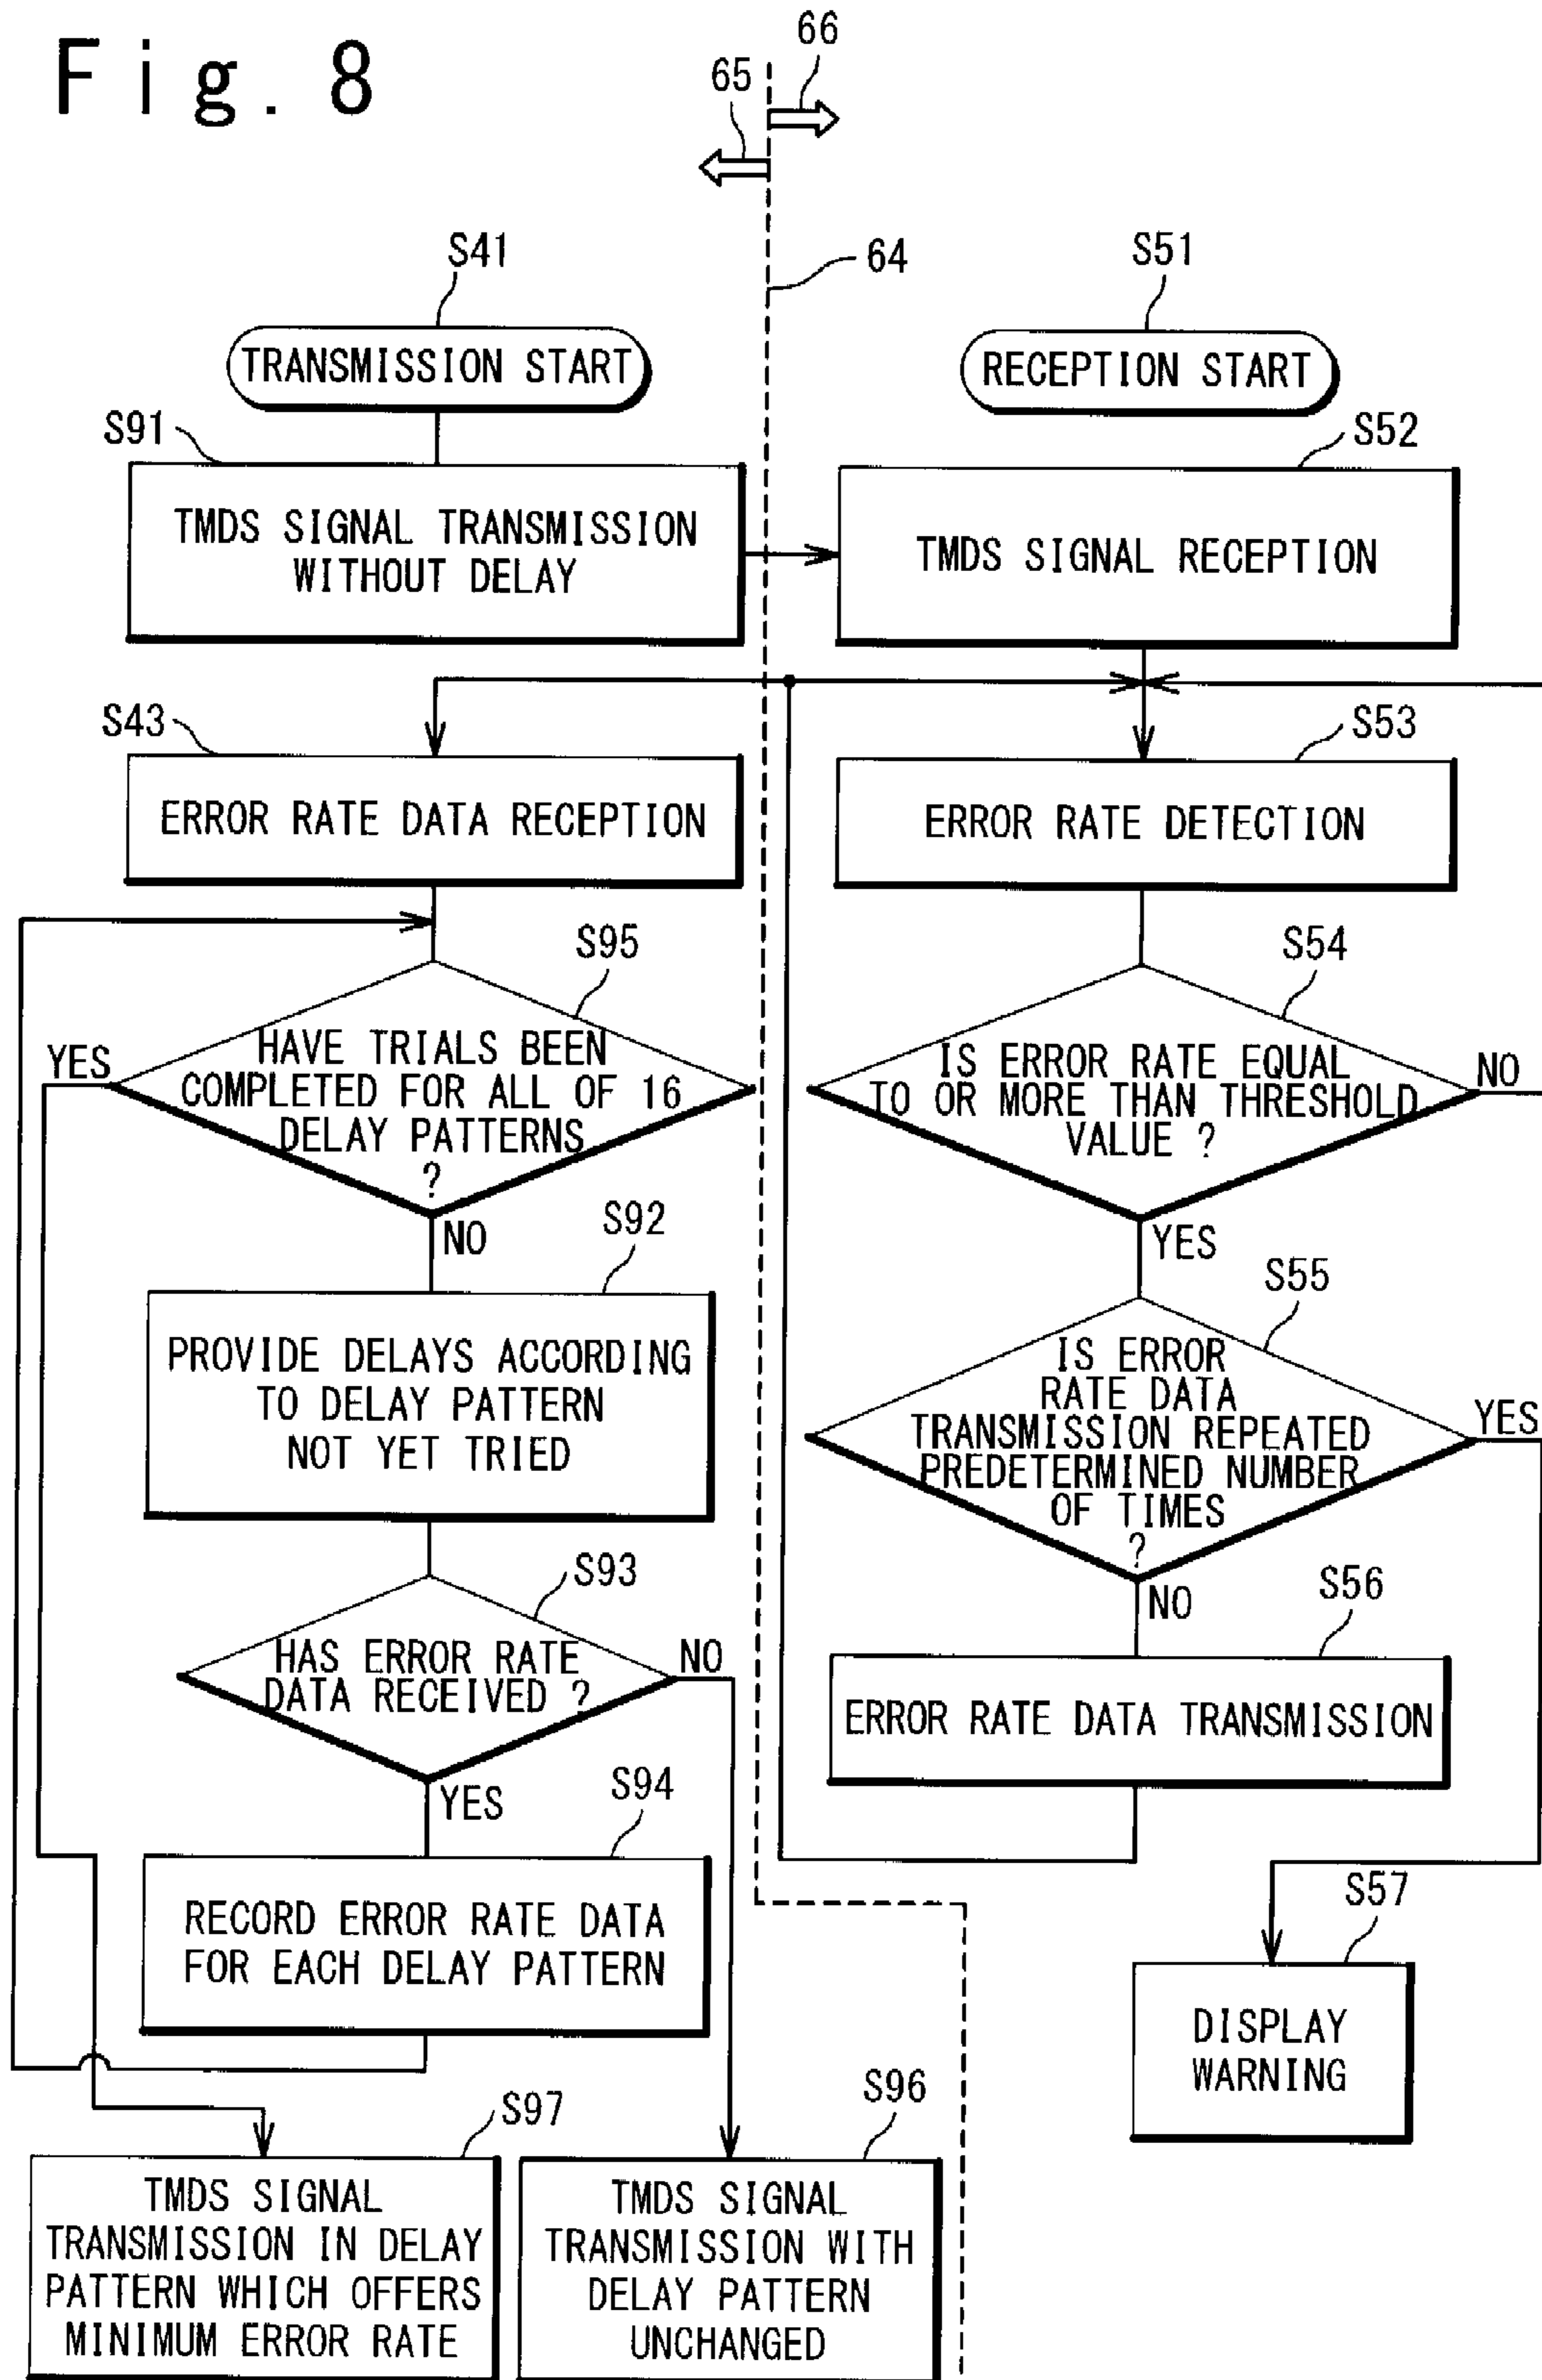 Fig. 8
66
65
64
S41
TRANSMISSION START
S91
TMDS SIGNAL TRANSMISSION
WITHOUT DELAY
S43
ERROR RATE DATA RECEPTION
S95
HAVE TRIALS BEEN
COMPLETED FOR ALL OF 16
DELAY PATTERNS
?
YES
NO
S92
PROVIDE DELAYS ACCORDING
TO DELAY PATTERN
NOT YET TRIED
S93
HAS ERROR RATE
DATA RECEIVED ?
NO
YES
S94
RECORD ERROR RATE DATA
FOR EACH DELAY PATTERN
S97
TMDS SIGNAL
TRANSMISSION IN DELAY
PATTERN WHICH OFFERS
MINIMUM ERROR RATE
S96
TMDS SIGNAL
TRANSMISSION WITH
DELAY PATTERN
UNCHANGED
S51
RECEPTION START
S52
TMDS SIGNAL RECEPTION
S53
ERROR RATE DETECTION
S54
IS ERROR RATE EQUAL
TO OR MORE THAN THRESHOLD
VALUE ?
NO
YES
S55
IS ERROR
RATE DATA
TRANSMISSION REPEATED
PREDETERMINED NUMBER
OF TIMES
?
YES
NO
S56
ERROR RATE DATA TRANSMISSION
S57
DISPLAY
WARNING